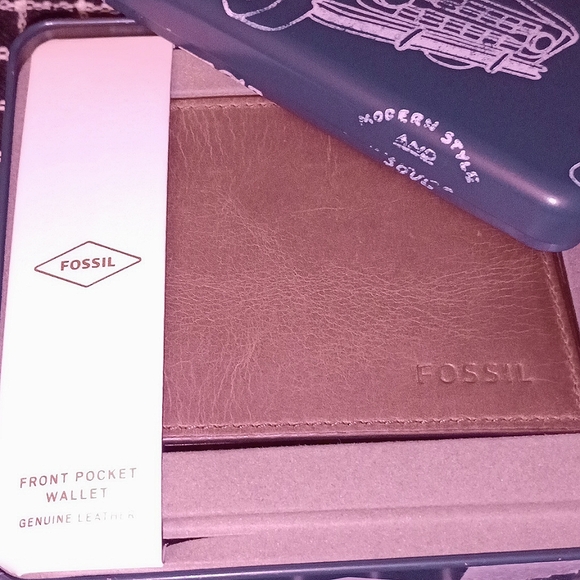 MODERN STYLE
AND
FOSSIL
FOSSIL
FRONT POCKET
WALLET
GENUINE LEATHER